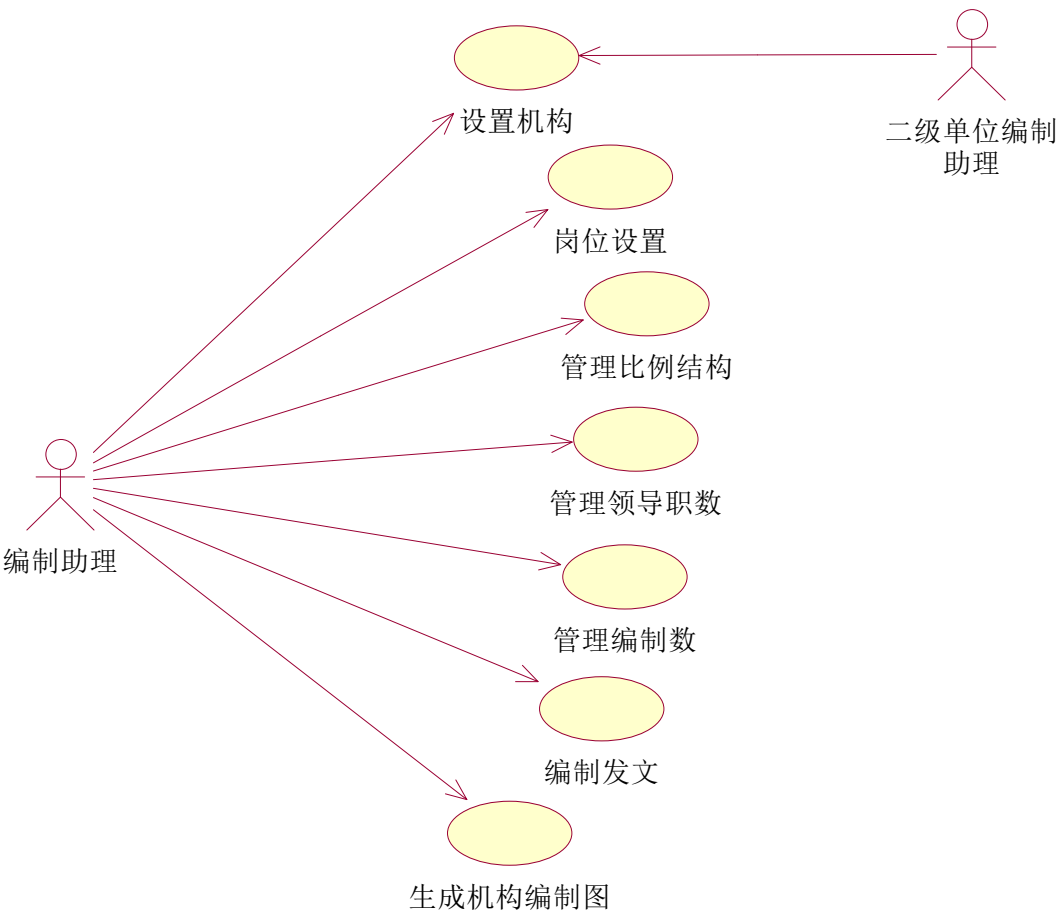 设置机构
二级单位编制
助理
岗位设置
管理比例结构
管理领导职数
编制助理
管理编制数
编制发文
生成机构编制图